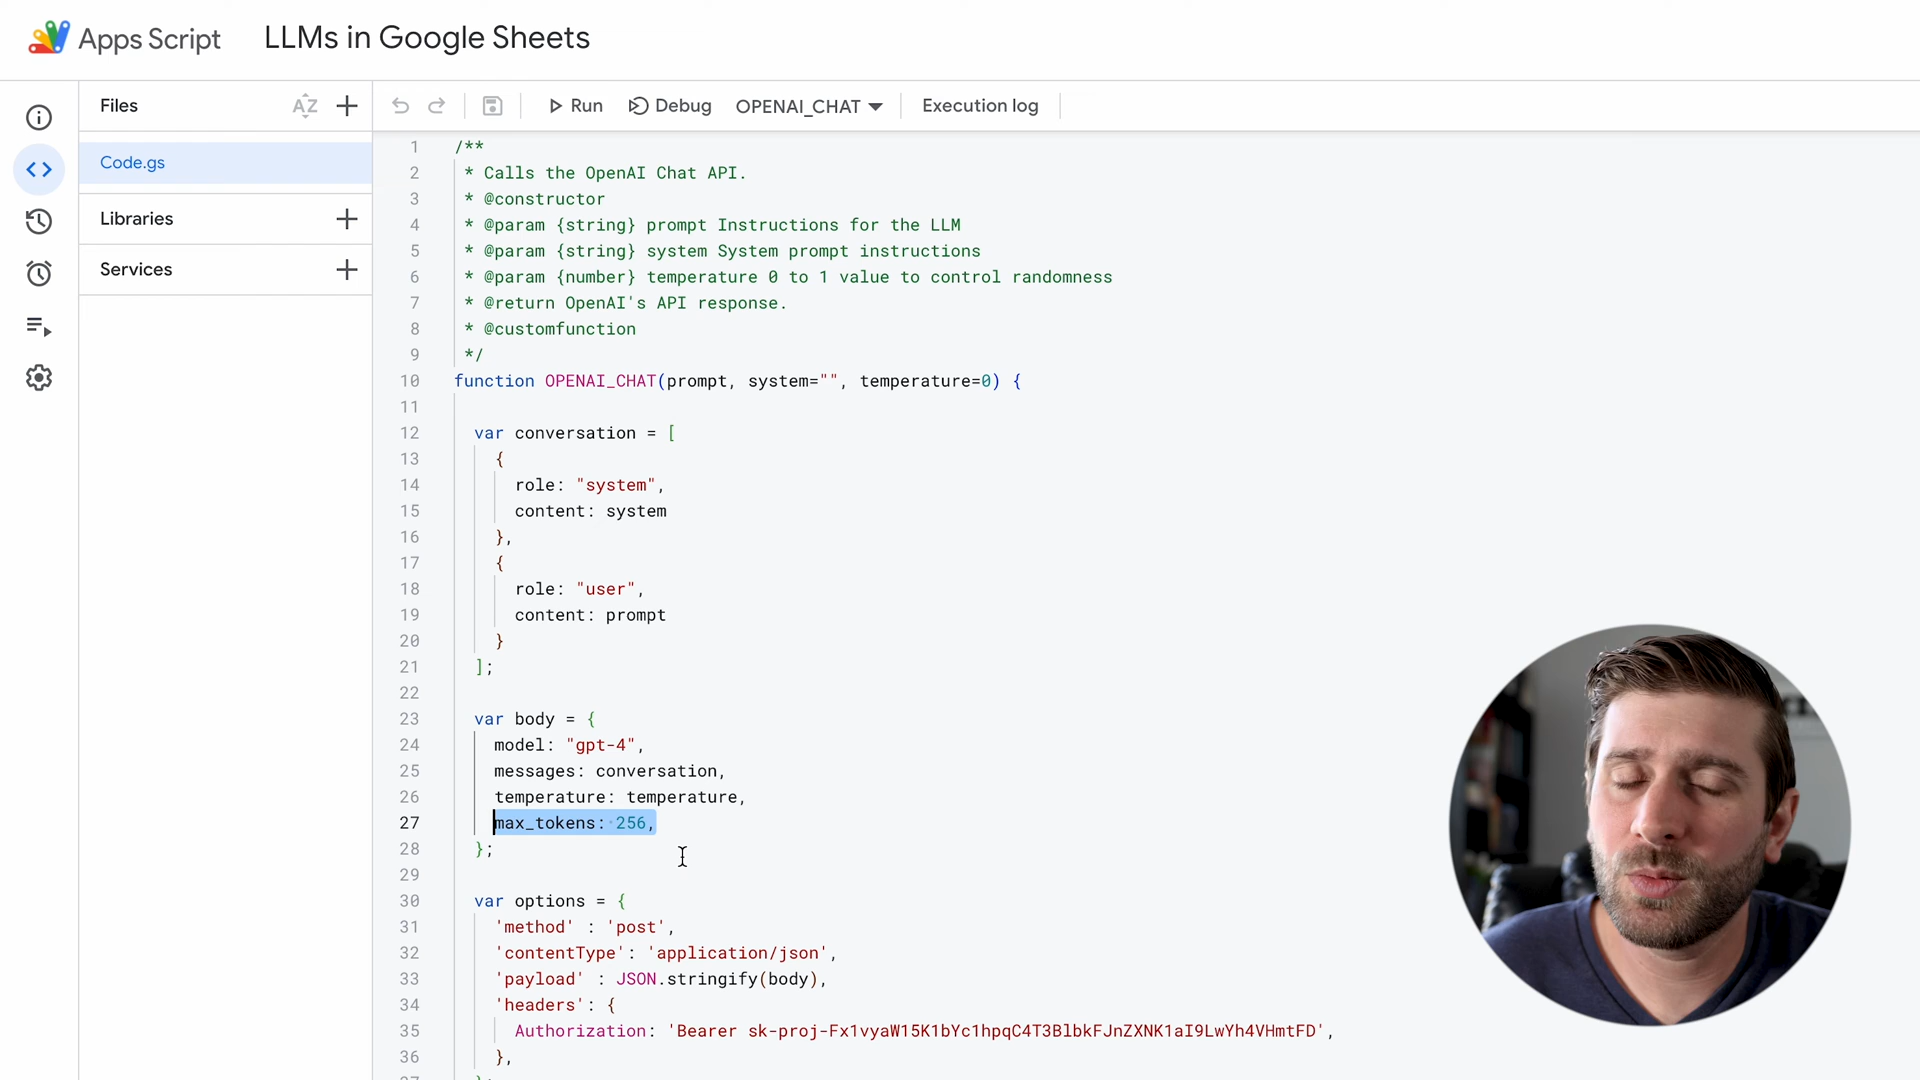 Apps Script LLMs in Google Sheets
Files AZ
Run Debug OPENAI_CHAT Execution log
Code.gs
Libraries
Services
1 /**
2 * Calls the OpenAI Chat API.
3 * @constructor
4 * @param {string} prompt Instructions for the LLM
5 * @param {string} system System prompt instructions
6 * @param {number} temperature 0 to 1 value to control randomness
7 * @return OpenAI's API response.
8 * @customfunction
9 */
10 function OPENAI_CHAT(prompt, system="", temperature=0) {
11
12 var conversation = [
13 {
14 role: "system",
15 content: system
16 },
17 {
18 role: "user",
19 content: prompt
20 }
21 ];
22
23 var body = {
24 model: "gpt-4",
25 messages: conversation,
26 temperature: temperature,
27 max_tokens: 256,
28 };
29
30 var options = {
31 'method' : 'post',
32 'contentType': 'application/json',
33 'payload' : JSON.stringify(body),
34 'headers': {
35 Authorization: 'Bearer sk-proj-Fx1vyaW15K1bYc1hpqC4T3BlbkFJnZXNK1aI9LwYh4VHmtFD',
36 },